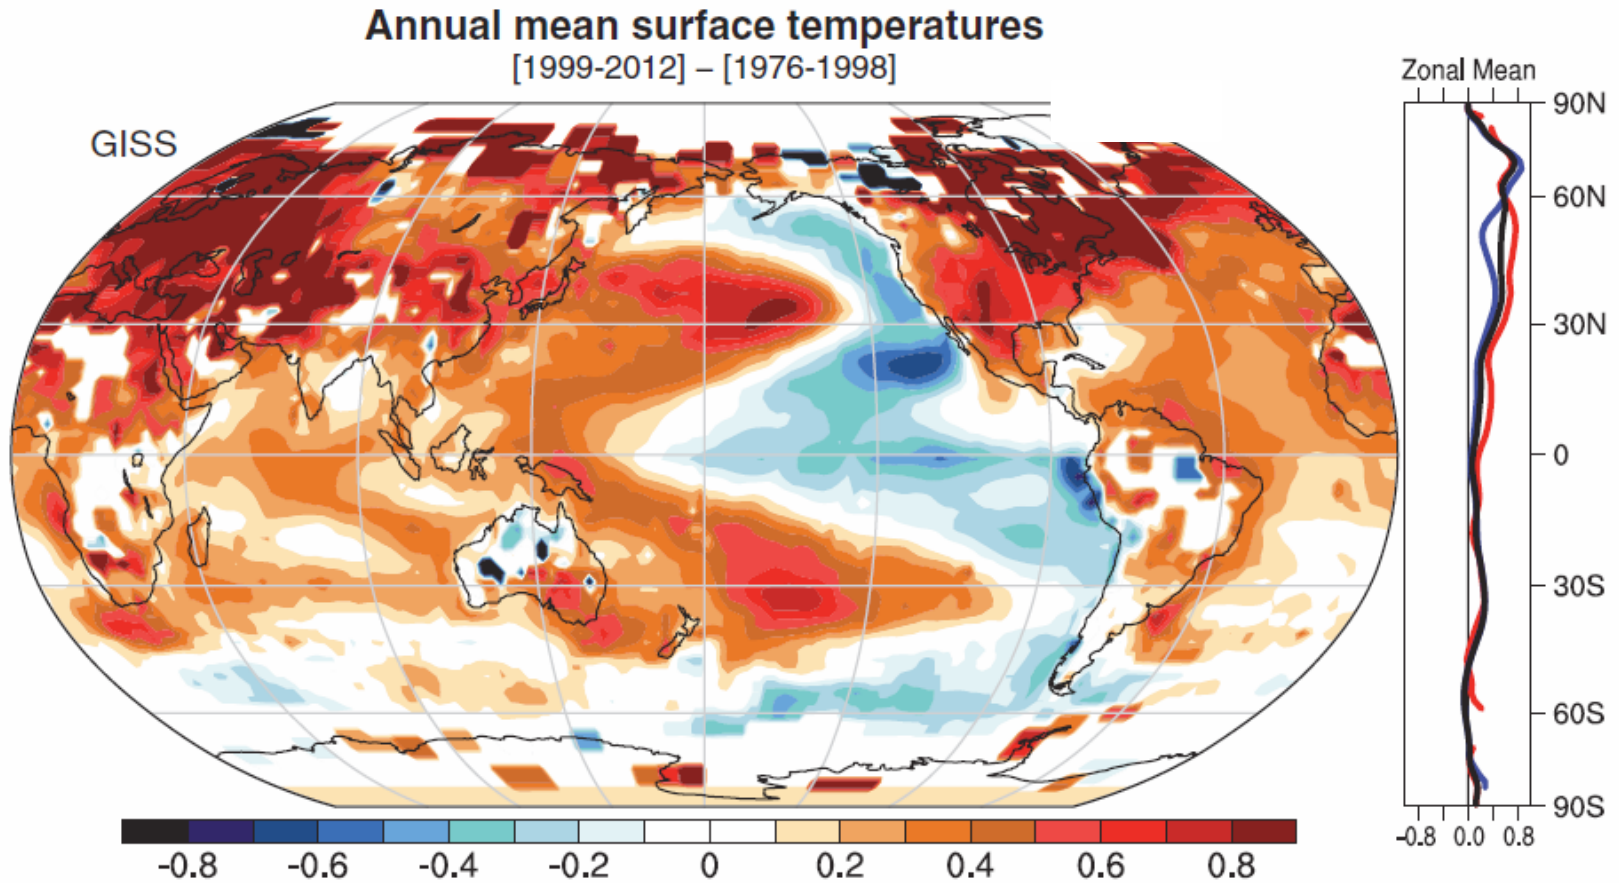 Annual mean surface temperatures
[1999-2012] – [1976-1998]
GISS
Zonal Mean
90N
60N
30N
0
30S
60S
90S
-0.8 0.0 0.8
-0.8 -0.6 -0.4 -0.2 0 0.2 0.4 0.6 0.8